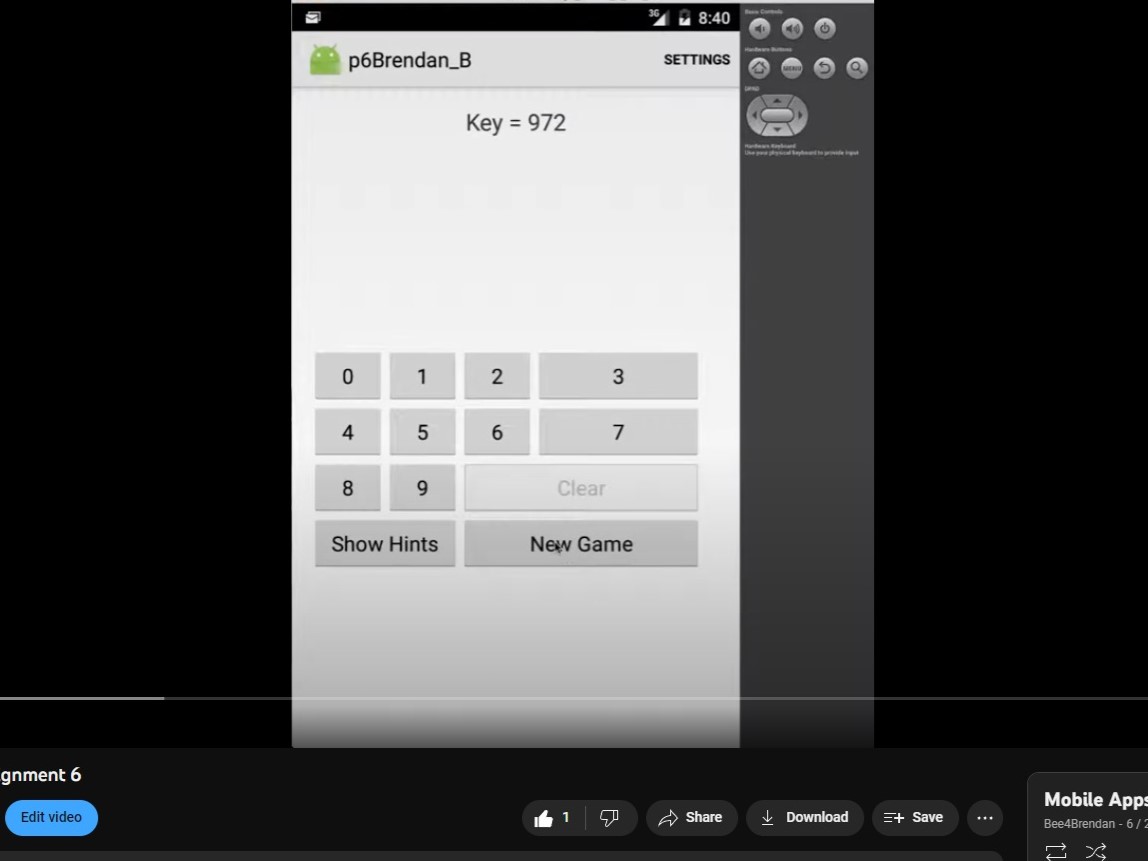 3G 8:40
p6Brendan_B SETTINGS
Key = 972
0 1 2 3
4 5 6 7
8 9 Clear
Show Hints New Game
Basic Controls
Hardware Buttons
MENU
DPAD
Hardware Keyboard
Use your physical keyboard to provide input
gnment 6
Edit video
1
Share
Download
Save
Mobile Apps
Bee4Brendan - 6 / 2